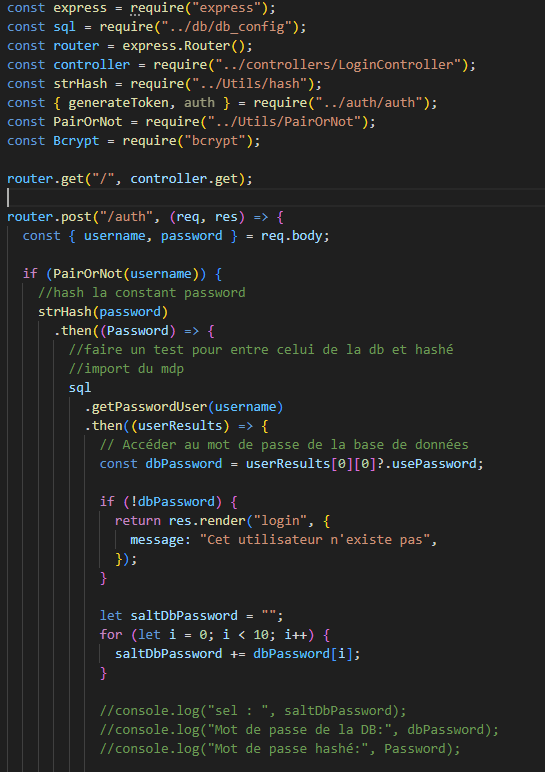 const express = require("express");
const sql = require("../db/db_config");
const router = express.Router();
const controller = require("../controllers/LoginController");
const strHash = require("../Utils/hash");
const { generateToken, auth } = require("../auth/auth");
const PairOrNot = require("../Utils/PairOrNot");
const Bcrypt = require("bcrypt");
router.get("/", controller.get);
router.post("/auth", (req, res) => {
const { username, password } = req.body;
if (PairOrNot(username)) {
//hash la constant password
strHash(password)
.then((Password) => {
//faire un test pour entre celui de la db et hashé
//import du mdp
sql
.getPasswordUser(username)
.then((userResults) => {
// Accéder au mot de passe de la base de données
const dbPassword = userResults[0][0]?.usePassword;
if (!dbPassword) {
return res.render("login", {
message: "Cet utilisateur n'existe pas",
});
}
let saltDbPassword = "";
for (let i = 0; i < 10; i++) {
saltDbPassword += dbPassword[i];
}
//console.log("sel : ", saltDbPassword);
//console.log("Mot de passe de la DB:", dbPassword);
//console.log("Mot de passe hashé:", Password);